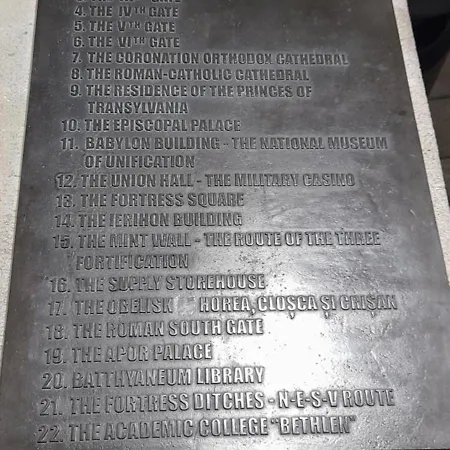 4. THE IVTH GATE
5. THE VTH GATE
6. THE VITH GATE
7. THE CORONATION ORTHODOX CATHEDRAL
8. THE ROMAN-CATHOLIC CATHEDRAL
9. THE RESIDENCE OF THE PRINCES OF
TRANSYLVANIA
10. THE EPISCOPAL PALACE
11. BABYLON BUILDING - THE NATIONAL MUSEUM
OF UNIFICATION
12. THE UNION HALL - THE MILITARY CASINO
13. THE FORTRESS SQUARE
14. THE IERIHON BUILDING
15. THE MINT WALL - THE ROUTE OF THE THREE
FORTIFICATION
16. THE SUPPLY STOREHOUSE
17. THE OBELISK HOREA, CLOȘCA ȘI CRIȘAN
18. THE ROMAN SOUTH GATE
19. THE APOR PALACE
20. BATTHYANEUM LIBRARY
21. THE FORTRESS DITCHES - N-E-S-V ROUTE
22. THE ACADEMIC COLLEGE "BETHLEN"